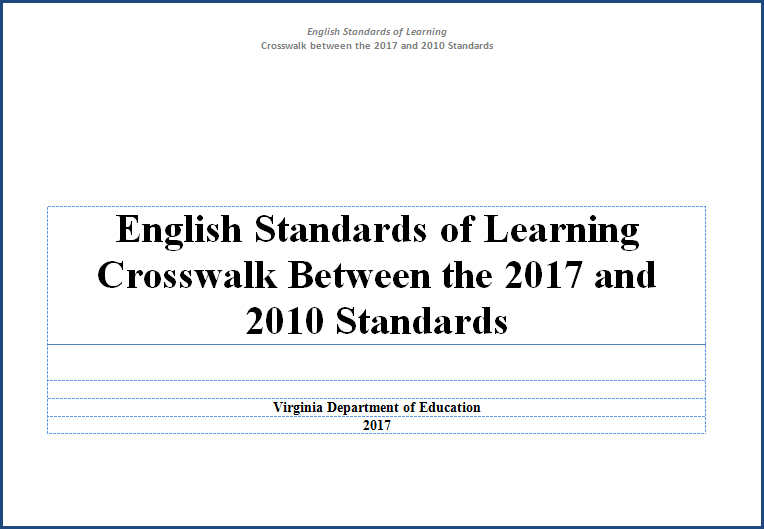 English Standards of Learning
Crosswalk between the 2017 and 2010 Standards
English Standards of Learning
Crosswalk Between the 2017 and
2010 Standards
Virginia Department of Education
2017